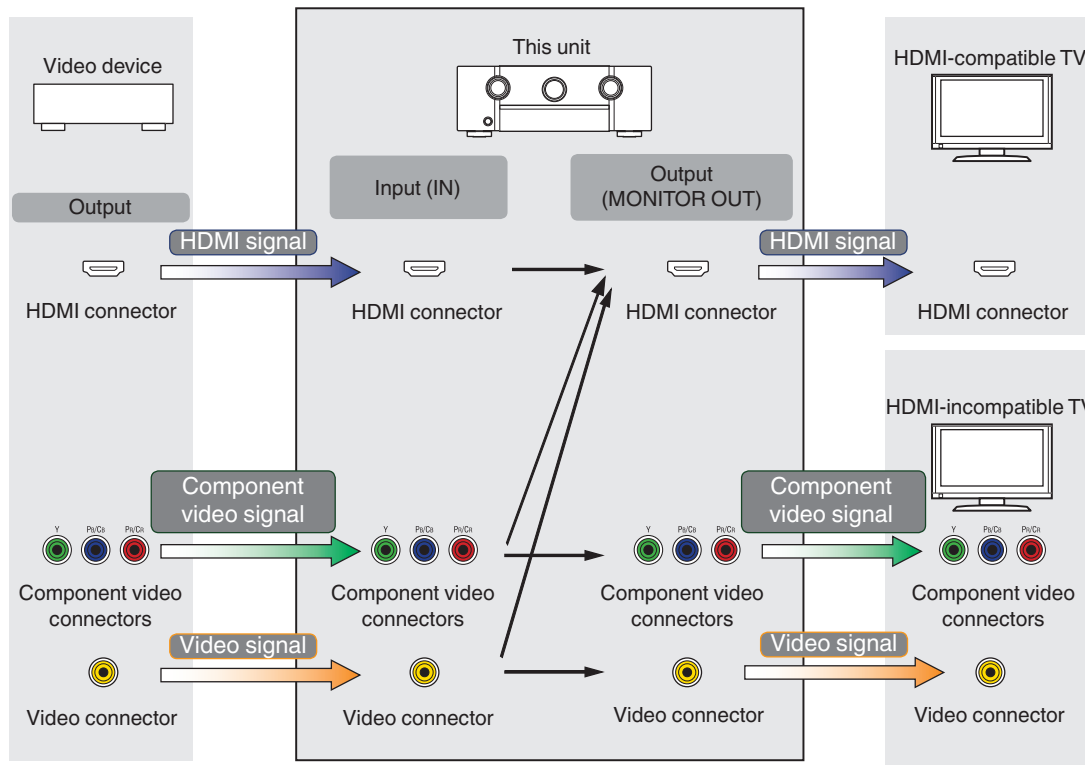 This unit
Video device
HDMI-compatible TV
Input (IN)
Output
(MONITOR OUT)
Output
HDMI signal
HDMI signal
HDMI connector
HDMI connector
HDMI connector
HDMI connector
HDMI-incompatible TV
Component
video signal
Component
video signal
Y PB/CB PR/CR
Y PB/CB PR/CR
Y PB/CB PR/CR
Y PB/CB PR/CR
Component video
connectors
Component video
connectors
Component video
connectors
Component video
connectors
Video signal
Video signal
Video connector
Video connector
Video connector
Video connector